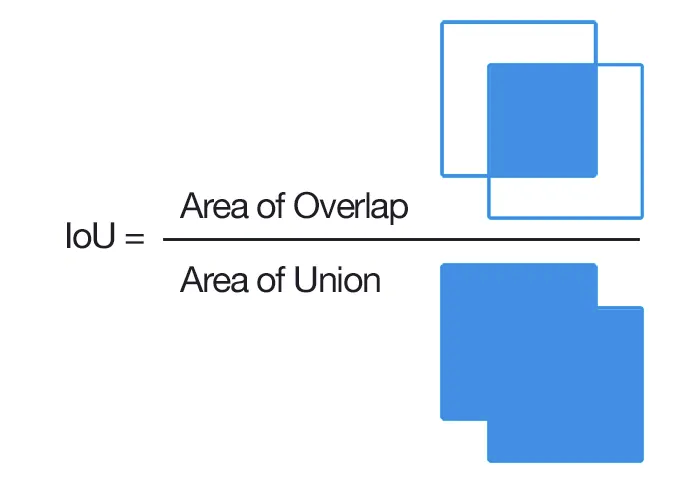 Area of Overlap
IoU =
Area of Union